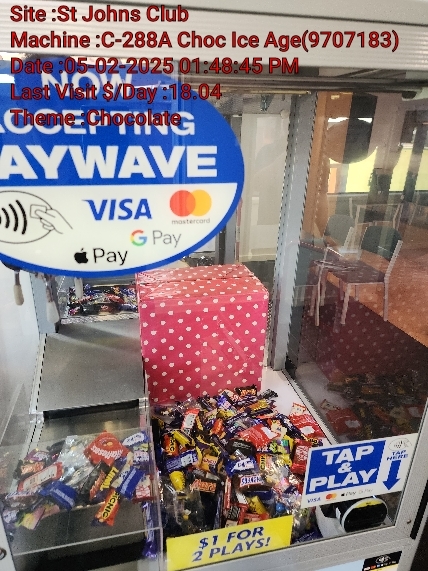 Site :St Johns Club
Machine :C-288A Choc Ice Age(9707183)
Date :05-02-2025 01:48:45 PM
Last Visit $/Day :18.04
Theme :Chocolate
NOW
ACCEPTING
PAYWAVE
VISA
mastercard
G Pay
Pay
TAP
& PLAY
TAP
HERE
VISA
$1 FOR
2 PLAYS!